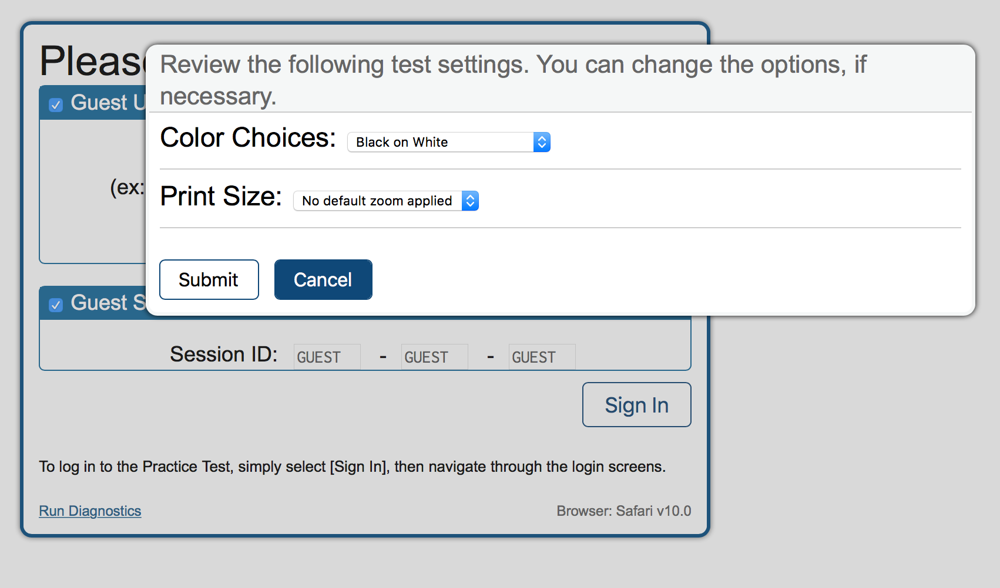 Review the following test settings. You can change the options, if
necessary.
Color Choices: Black on White
Print Size: No default zoom applied
Submit Cancel
Guest
(ex:
Guest
Session ID: GUEST - GUEST - GUEST
Sign In
To log in to the Practice Test, simply select [Sign In], then navigate through the login screens.
Run Diagnostics Browser: Safari v10.0